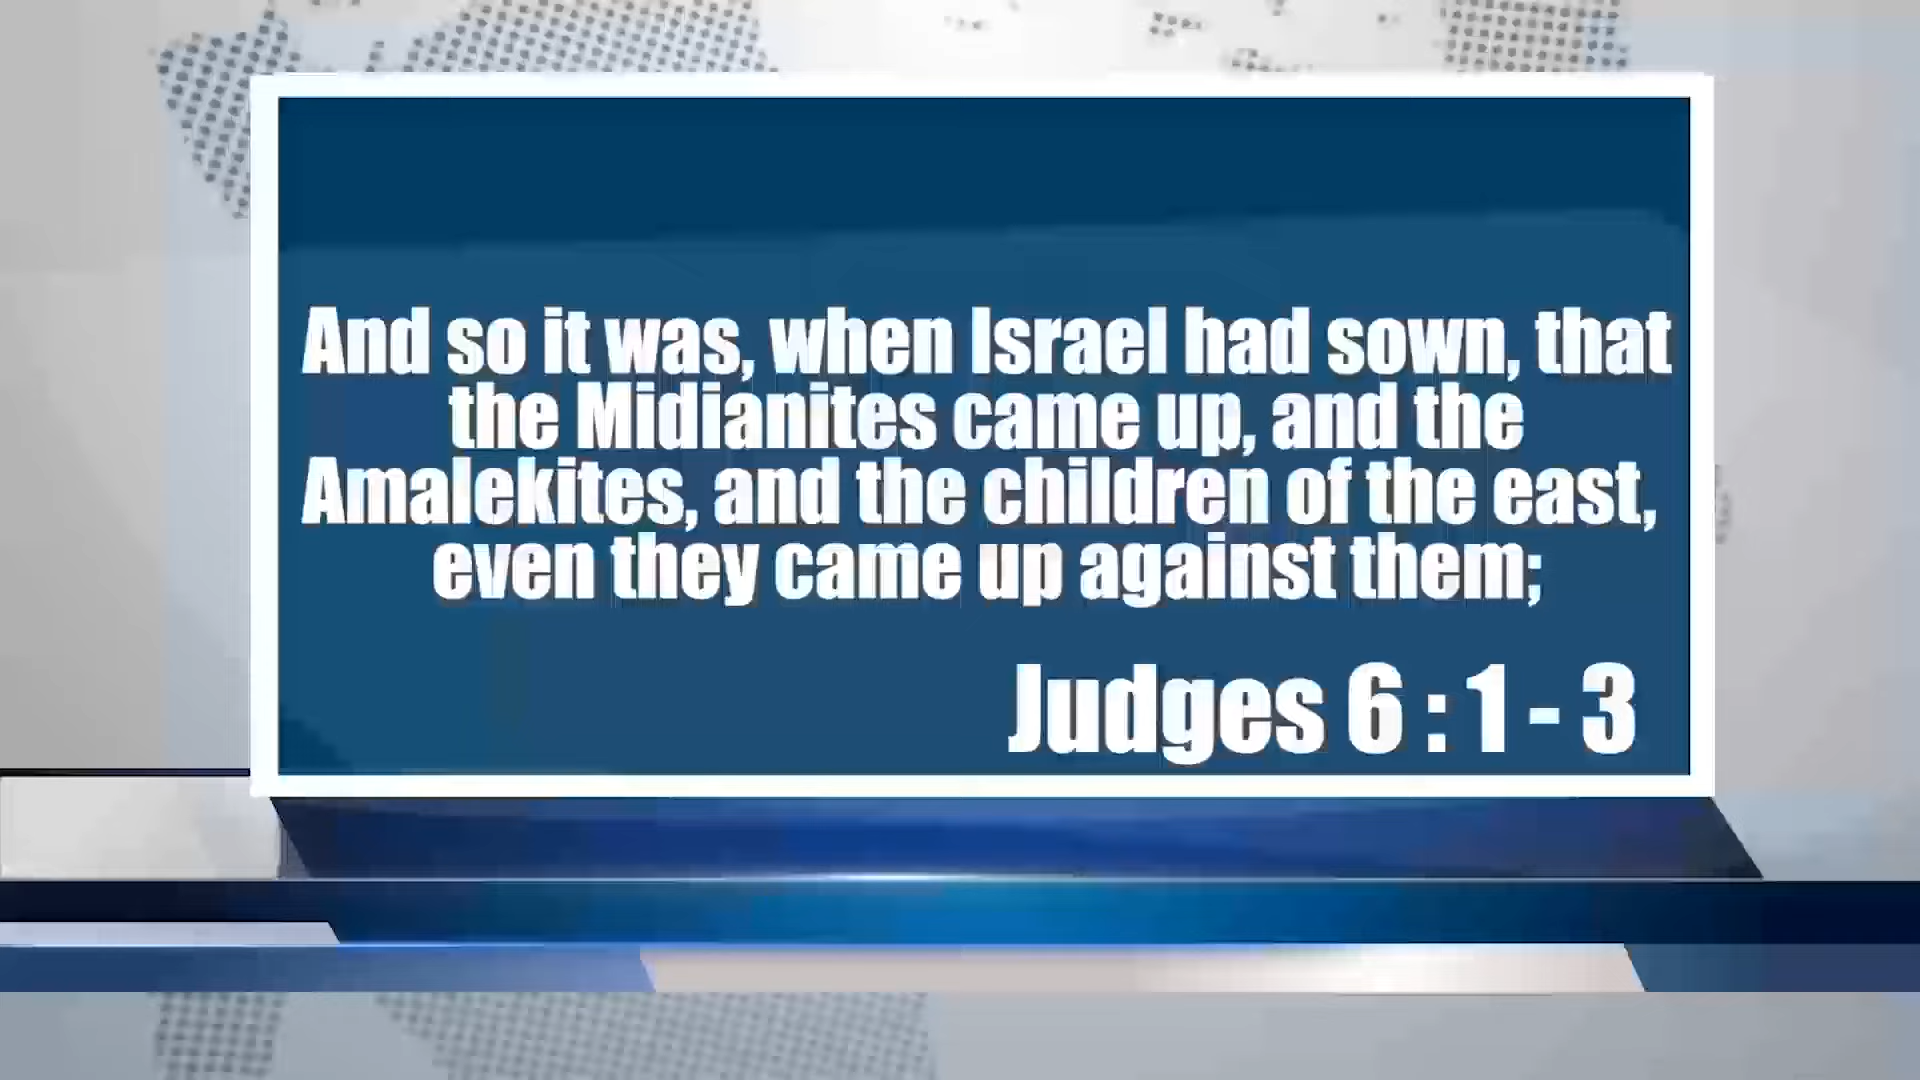 And so it was, when Israel had sown, that
the Midianites came up, and the
Amalekites, and the children of the east,
even they came up against them;
Judges 6 : 1 - 3